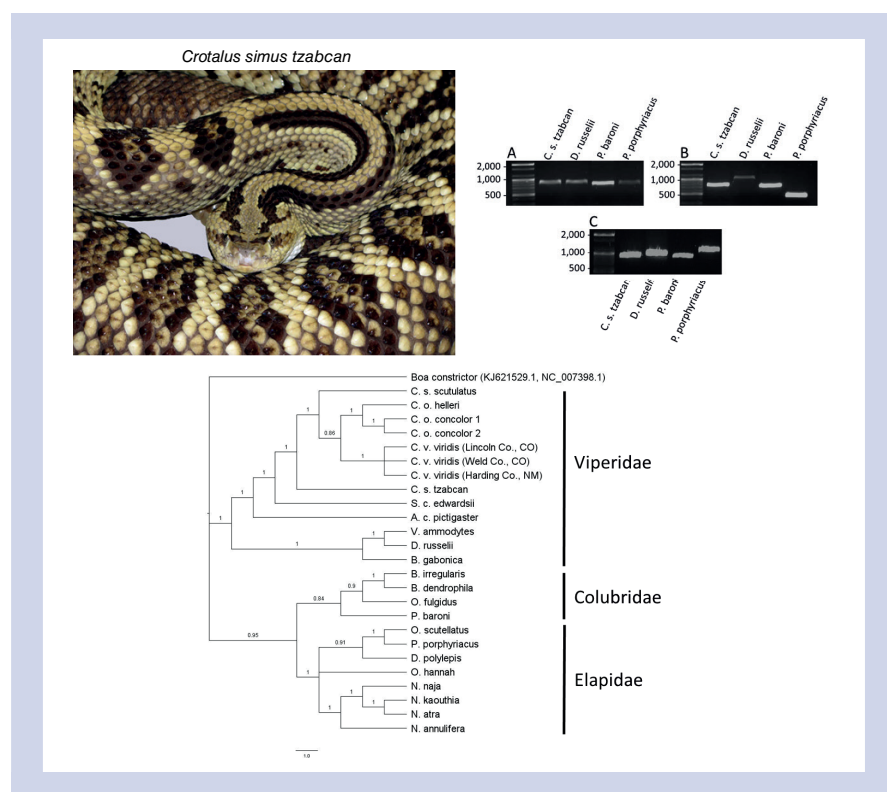 Crotalus simus tzabcan
A
C. s. tzabcan
D. russelii
P. baroni
P. porphyriacus
2,000
1,000
500
B
C. s. tzabcan
D. russelii
P. baroni
P. porphyriacus
2,000
1,000
500
C
2,000
1,000
500
C. s. tzabcan
D. russelii
P. baroni
P. porphyriacus
Boa constrictor (KJ621529.1, NC_007398.1)
C. s. scutulatus
1
C. o. helleri
1
1
C. o. concolor 1
1
C. o. concolor 2
0.86
C. v. viridis (Lincoln Co., CO)
1
C. v. viridis (Weld Co., CO)
1
C. v. viridis (Harding Co., NM)
Viperidae
1
C. s. tzabcan
1
S. c. edwardsii
A. c. pictigaster
1
V. ammodytes
1
D. russelii
1
B. gabonica
B. irregularis
1
B. dendrophila
0.9
O. fulgidus
0.84
P. baroni
Colubridae
O. scutellatus
1
P. porphyriacus
0.95
0.91
D. polylepis
O. hannah
1
N. naja
1
N. kaouthia
1
N. atra
1
N. annulifera
Elapidae
1.0